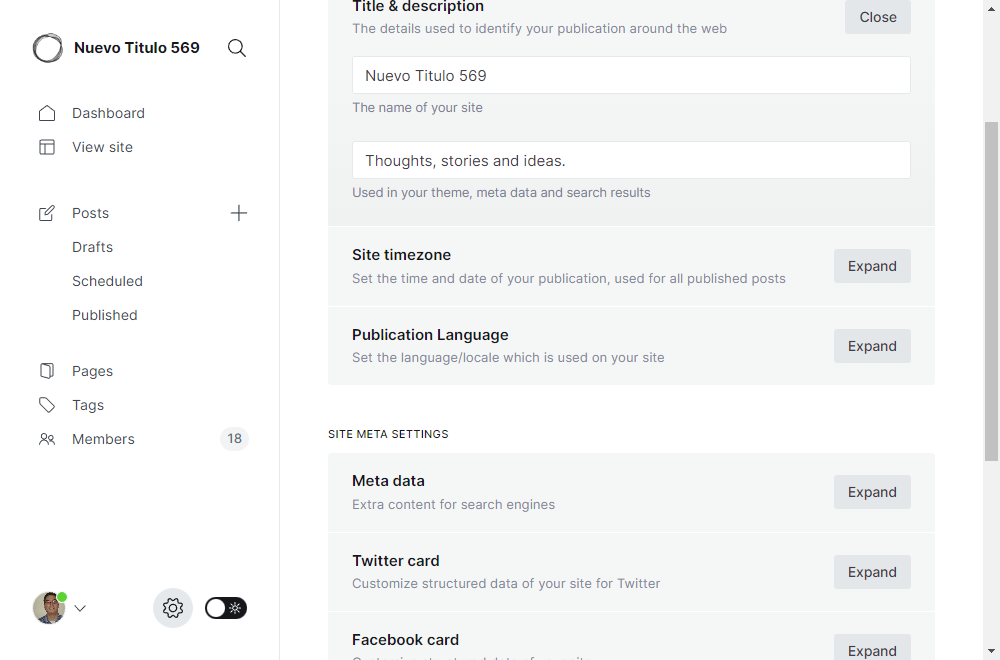 Nuevo Titulo 569
Dashboard
View site
Posts
Drafts
Scheduled
Published
Pages
Tags
Members
18
Title & description
The details used to identify your publication around the web
Close
Nuevo Titulo 569
The name of your site
Thoughts, stories and ideas.
Used in your theme, meta data and search results
Site timezone
Set the time and date of your publication, used for all published posts
Expand
Publication Language
Set the language/locale which is used on your site
Expand
SITE META SETTINGS
Meta data
Extra content for search engines
Expand
Twitter card
Customize structured data of your site for Twitter
Expand
Facebook card
Expand